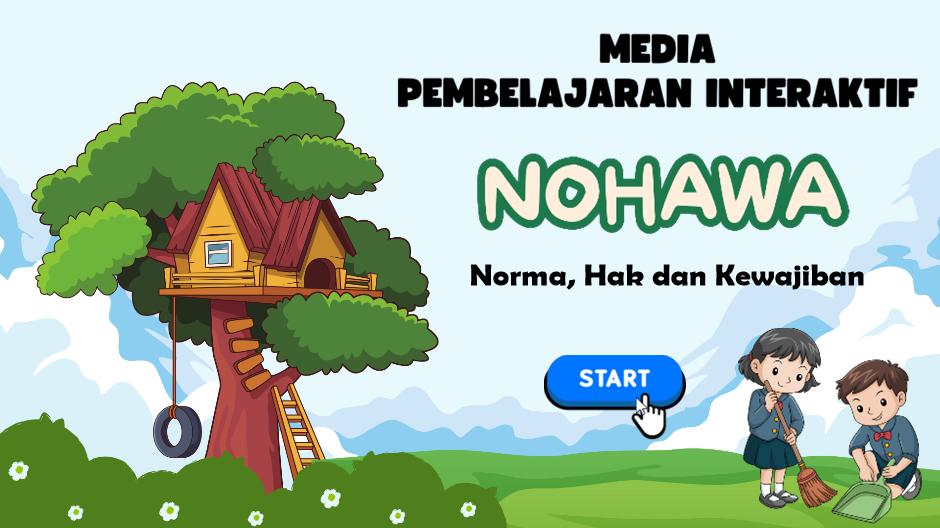 MEDIA
PEMBELAJARAN INTERAKTIF
NOHAWA
Norma, Hak dan Kewajiban
START